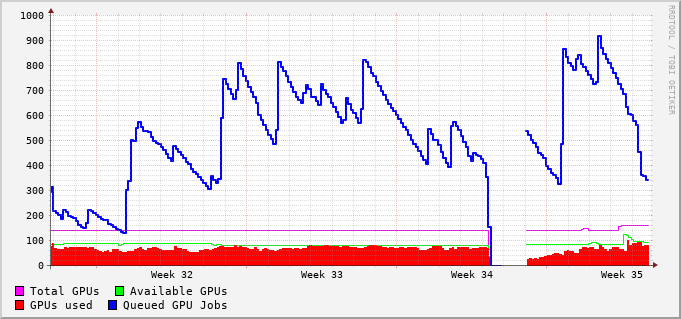 1000
900
800
700
600
500
400
300
200
100
0
Week 32 Week 33 Week 34 Week 35
Total GPUs Available GPUs
GPUs used Queued GPU Jobs
RRDTOOL / TOBI OETIKER